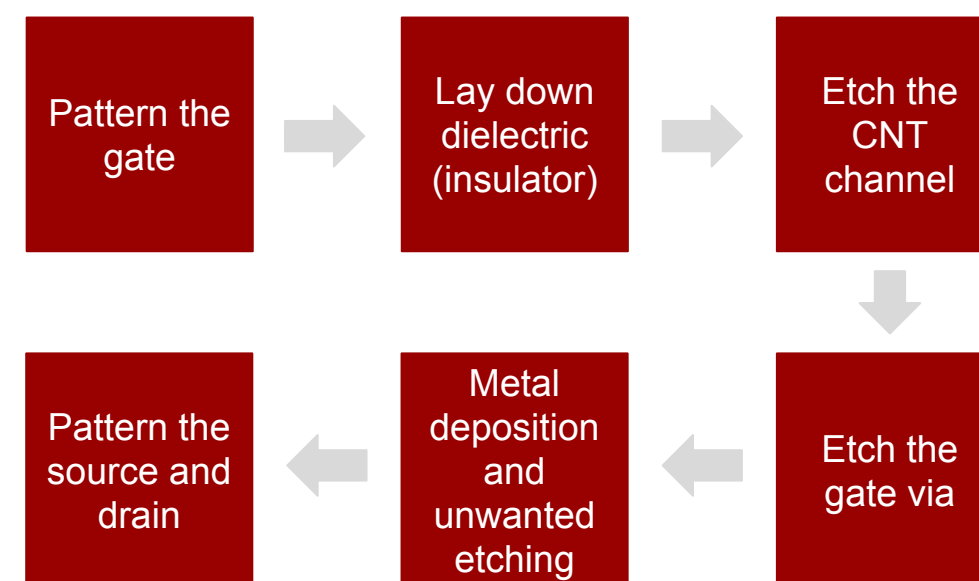 Pattern the
gate
Lay down
dielectric
(insulator)
Etch the
CNT
channel
Etch the
gate via
Metal
deposition
and
unwanted
etching
Pattern the
source and
drain